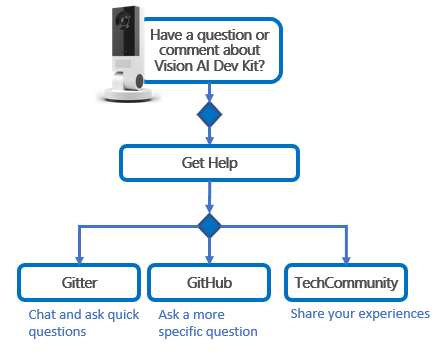 Have a question or
comment about
Vision AI Dev Kit?
Get Help
Gitter
GitHub
TechCommunity
Chat and ask quick
questions
Ask a more
specific question
Share your experiences